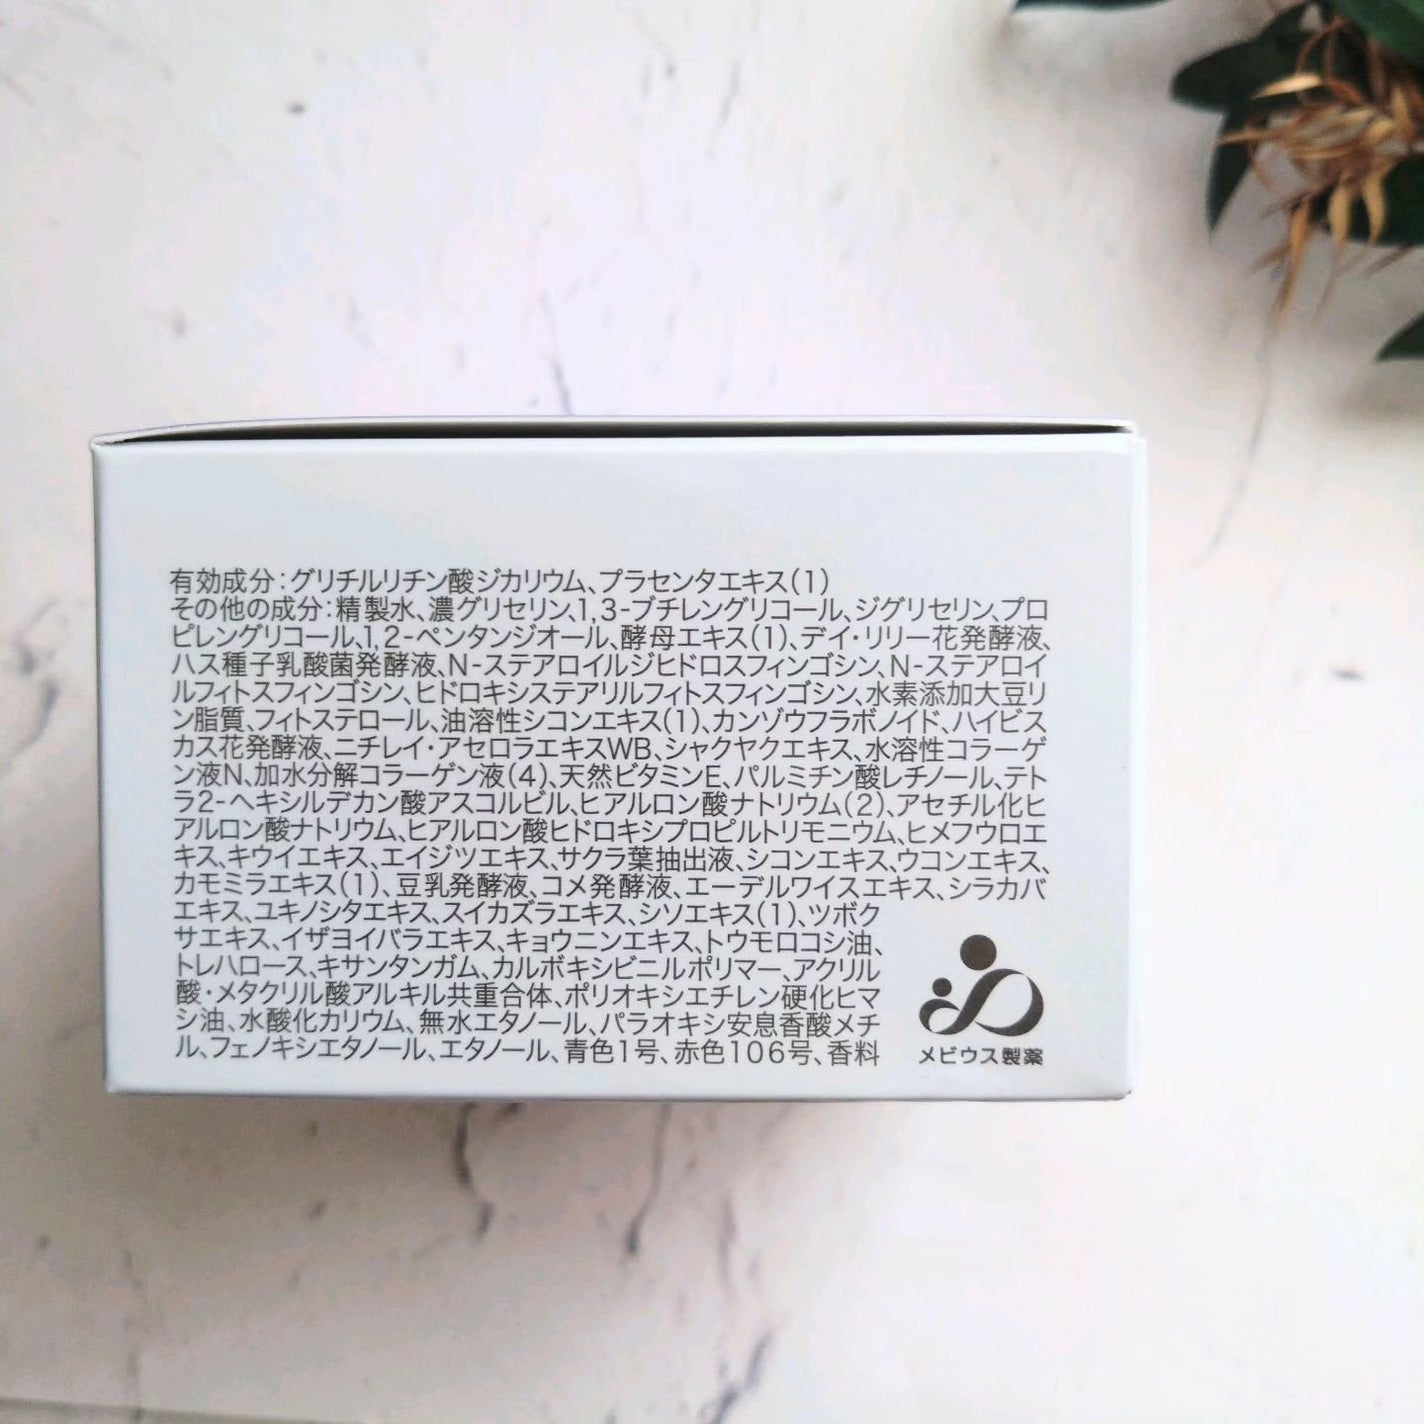 有効成分：グリチルリチン酸ジカリウム、プラセンタエキス（1）
その他の成分：精製水、濃グリセリン、1,3-ブチレングリコール、ジグリセリン、プロ
ピレングリコール、1,2-ペンタンジオール、酵母エキス（1）、デイ・リリー花発酵液、
ハス種子乳酸菌発酵液、N-ステアロイルジヒドロスフィンゴシン、N-ステアロイ
ルフィトスフィンゴシン、ヒドロキシステアリルフィトスフィンゴシン、水素添加大豆リ
ン脂質、フィトステロール、油溶性シコンエキス（1）、カンゾウフラボノイド、ハイビス
カス花発酵液、ニチレイ・アセロラエキスWB、シャクヤクエキス、水溶性コラーゲ
ン液N、加水分解コラーゲン液（4）、天然ビタミンE、パルミチン酸レチノール、テト
ラ2-ヘキシルデカン酸アスコルビル、ヒアルロン酸ナトリウム（2）、アセチル化ヒ
アルロン酸ナトリウム、ヒアルロン酸ヒドロキシプロピルトリモニウム、ヒメフウロエ
キス、キウイエキス、エイジツエキス、サクラ葉抽出液、シコンエキス、ウコンエキス、
カモミラエキス（1）、豆乳発酵液、コメ発酵液、エーデルワイスエキス、シラカバ
エキス、ユキノシタエキス、スイカズラエキス、シソエキス（1）、ツボク
サエキス、イザヨイバラエキス、キョウニンエキス、トウモロコシ油、
トレハロース、キサンタンガム、カルボキシビニルポリマー、アクリル
酸・メタクリル酸アルキル共重合体、ポリオキシエチレン硬化ヒマ
シ油、水酸化カリウム、無水エタノール、パラオキシ安息香酸メチ
ル、フェノキシエタノール、エタノール、青色1号、赤色106号、香料
メビウス製薬